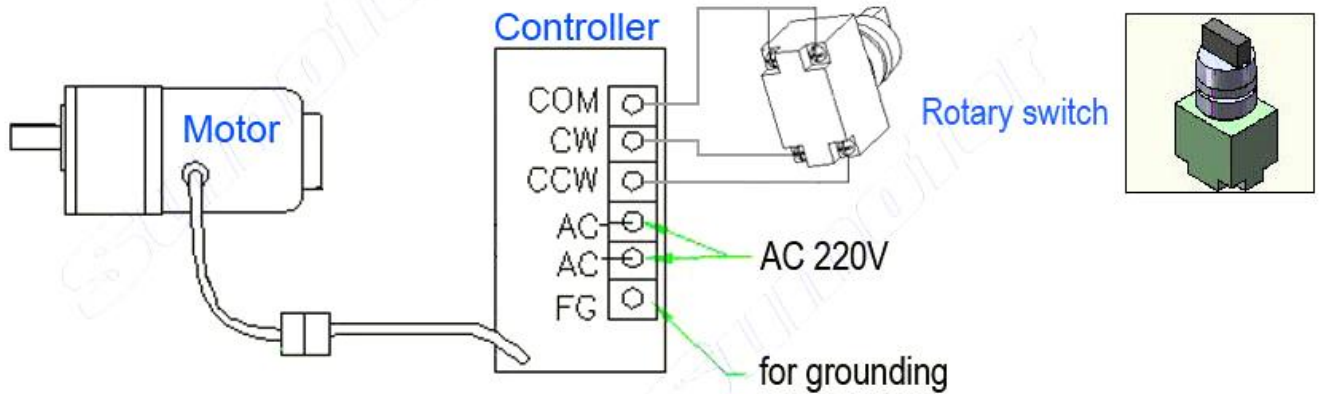 Controller
COM
CW
CCW
AC
AC
FG
Motor
Rotary switch
AC 220V
for grounding